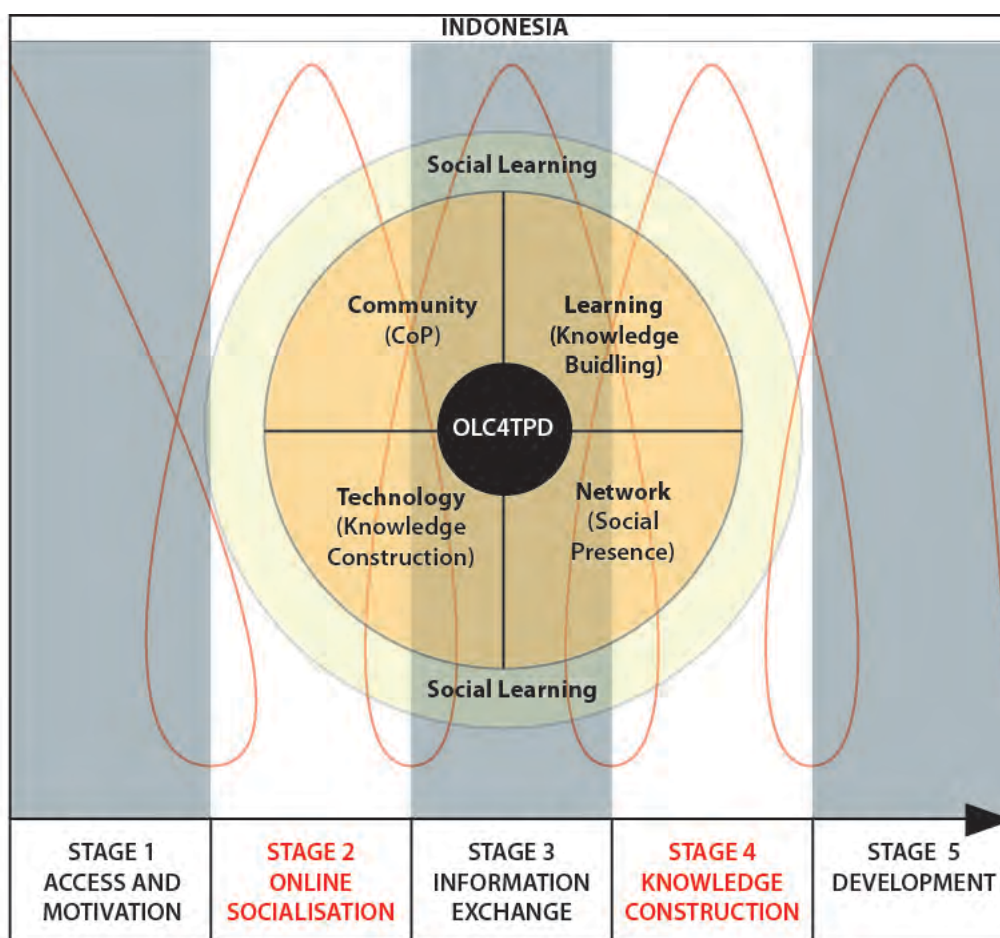 INDONESIA
Social Learning
Community
(CoP)
Learning
(Knowledge
Buidling)
OLC4TPD
Technology
(Knowledge
Construction)
Network
(Social
Presence)
Social Learning
STAGE 1
ACCESS AND
MOTIVATION
STAGE 2
ONLINE
SOCIALISATION
STAGE 3
INFORMATION
EXCHANGE
STAGE 4
KNOWLEDGE
CONSTRUCTION
STAGE 5
DEVELOPMENT